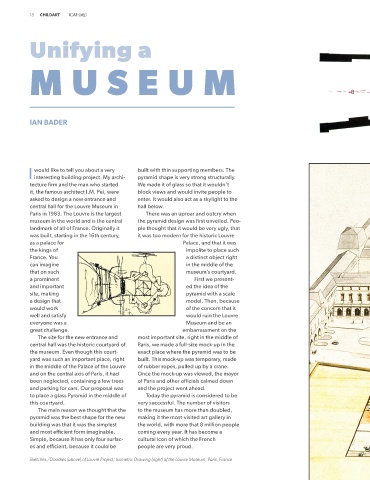 18 CHILDART FEATURED
Unifying a
MUSEUM
IAN BADER
I would like to tell you about a very
interesting building project. My archi-
tecture firm and the man who started
it, the famous architect I.M. Pei, were
asked to design a new entrance and
central hall for the Louvre Museum in
Paris in 1983. The Louvre is the largest
museum in the world and is the central
landmark of all of France. Originally it
was built, starting in the 16th century,
as a palace for
the kings of
France. You
can imagine
that on such
a prominent
and important
site, making
a design that
would work
well and satisfy
everyone was a
great challenge.
The site for the new entrance and
central hall was the historic courtyard of
the museum. Even though this court-
yard was such an important place, right
in the middle of the Palace of the Louvre
and on the central axis of Paris, it had
been neglected, containing a few trees
and parking for cars. Our proposal was
to place a glass Pyramid in the middle of
this courtyard.
The main reason we thought that the
pyramid was the best shape for the new
building was that it was the simplest
and most efficient form imaginable.
Simple, because it has only four surfac-
es and efficient, because it could be
built with thin supporting members. The
pyramid shape is very strong structurally.
We made it of glass so that it wouldn't
block views and would invite people to
enter. It would also act as a skylight to the
hall below.
There was an uproar and outcry when
the pyramid design was first unveiled. Peo-
ple thought that it would be very ugly, that
it was too modern for the historic Louvre
Palace, and that it was
impolite to place such
a distinct object right
in the middle of the
museum's courtyard.
First we present-
ed the idea of the
pyramid with a scale
model. Then, because
of the concern that it
would ruin the Louvre
Museum and be an
embarrassment on the
most important site, right in the middle of
Paris, we made a full-size mock-up in the
exact place where the pyramid was to be
built. This mock-up was temporary, made
of rubber ropes, pulled up by a crane.
Once the mock-up was viewed, the mayor
of Paris and other officials calmed down
and the project went ahead.
Today the pyramid is considered to be
very successful. The number of visitors
to the museum has more than doubled,
making it the most visited art gallery in
the world, with more that 8 million people
coming every year. It has become a
cultural icon of which the French
people are very proud.
Sketches /Doodles (above) of Louvre Project; Isometric Drawing (right) of the Louvre Museum, Paris, France